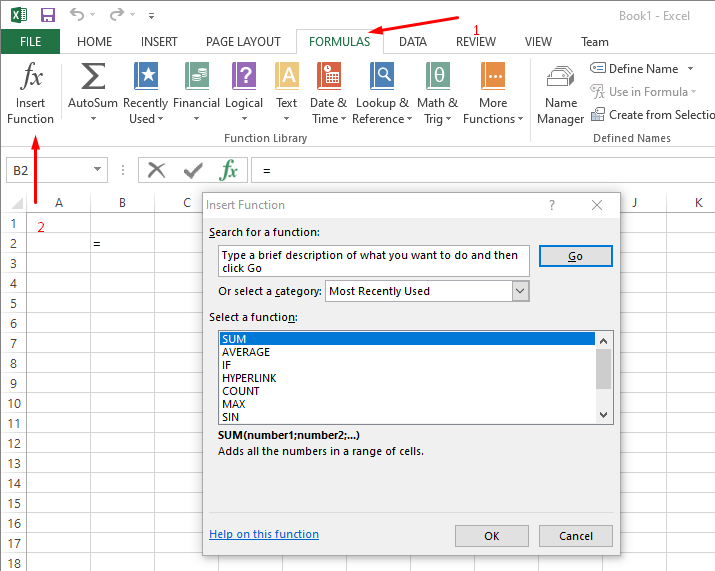 Book1 - Excel
FILE HOME INSERT PAGE LAYOUT FORMULAS DATA REVIEW VIEW Team
1
fx Insert Function
Σ AutoSum
Recently Used
Financial
Logical
A Text
Date & Time
Lookup & Reference
θ Math & Trig
More Functions
Function Library
Name Manager
Define Name
Use in Formula
Create from Selectio
Defined Names
B2 fx =
A B C J K
1
2
2 =
3
4
5
6
7
8
9
10
11
12
13
14
15
16
17
18
Insert Function ?
Search for a function:
Type a brief description of what you want to do and then
click Go
Go
Or select a category: Most Recently Used
Select a function:
SUM
AVERAGE
IF
HYPERLINK
COUNT
MAX
SIN
SUM(number1;number2;...)
Adds all the numbers in a range of cells.
Help on this function
OK Cancel